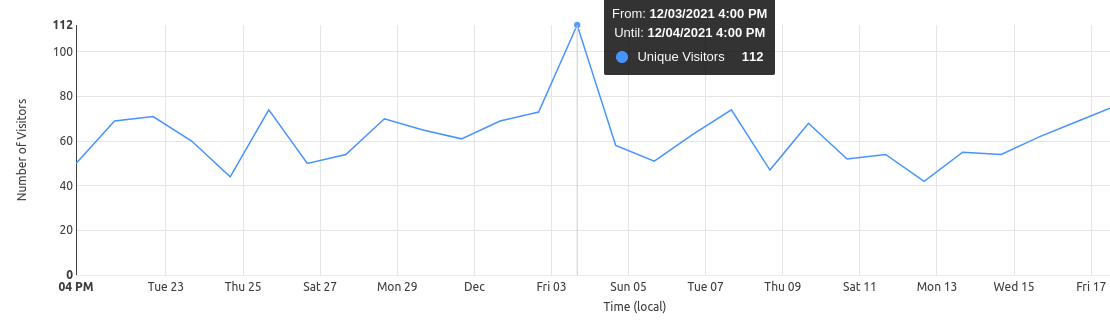 From: 12/03/2021 4:00 PM
Until: 12/04/2021 4:00 PM
Unique Visitors 112
112
100
80
60
40
20
0
Number of Visitors
04 PM Tue 23 Thu 25 Sat 27 Mon 29 Dec Fri 03 Sun 05 Tue 07 Thu 09 Sat 11 Mon 13 Wed 15 Fri 17
Time (local)